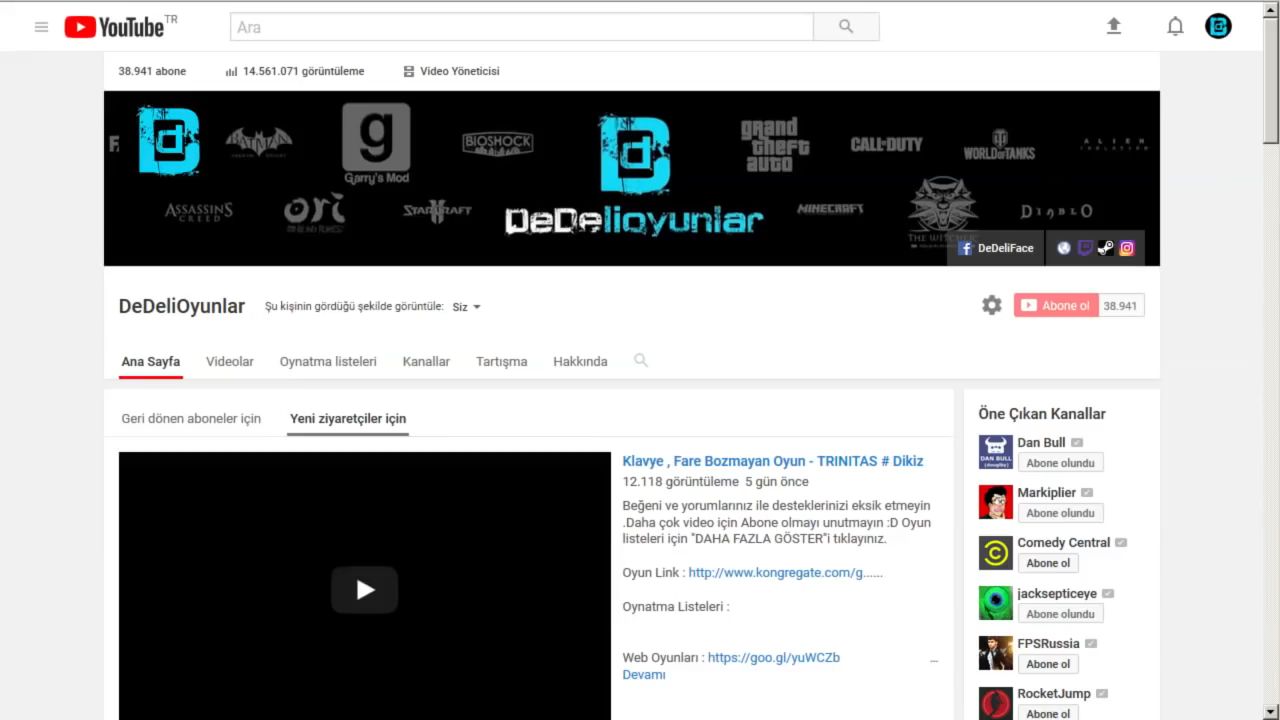 YouTube TR
Ara
38.941 abone
14.561.071 görüntüleme
Video Yöneticisi
BATMAN
g
Garry's Mod
BIOSHOCK
grand
theft
auto
CALL OF DUTY
WORLD OF TANKS
ALIEN
ISOLATION
ASSASSINS
CREED
ori
STARCRAFT
DeDelioyunlar
MINECRAFT
THE WITCHER
DIABLO
DeDeliFace
DeDeliOyunlar
Şu kişinin gördüğü şekilde görüntüle: Siz
Abone ol 38.941
Ana Sayfa
Videolar
Oynatma listeleri
Kanallar
Tartışma
Hakkında
Geri dönen aboneler için
Yeni ziyaretçiler için
Klavye , Fare Bozmayan Oyun - TRINITAS # Dikiz
12.118 görüntüleme 5 gün önce
Beğeni ve yorumlarınız ile desteklerinizi eksik etmeyin
.Daha çok video için Abone olmayı unutmayın :D Oyun
listeleri için "DAHA FAZLA GÖSTER"i tıklayınız.
Oyun Link : http://www.kongregate.com/g......
Oynatma Listeleri :
Web Oyunları : https://goo.gl/yuWCZb ...
Devamı
Öne Çıkan Kanallar
DAN BULL
Dan Bull
Abone olundu
Markiplier
Abone olundu
Comedy Central
Abone ol
jacksepticeye
Abone olundu
FPSRussia
Abone ol
RocketJump
Abone ol